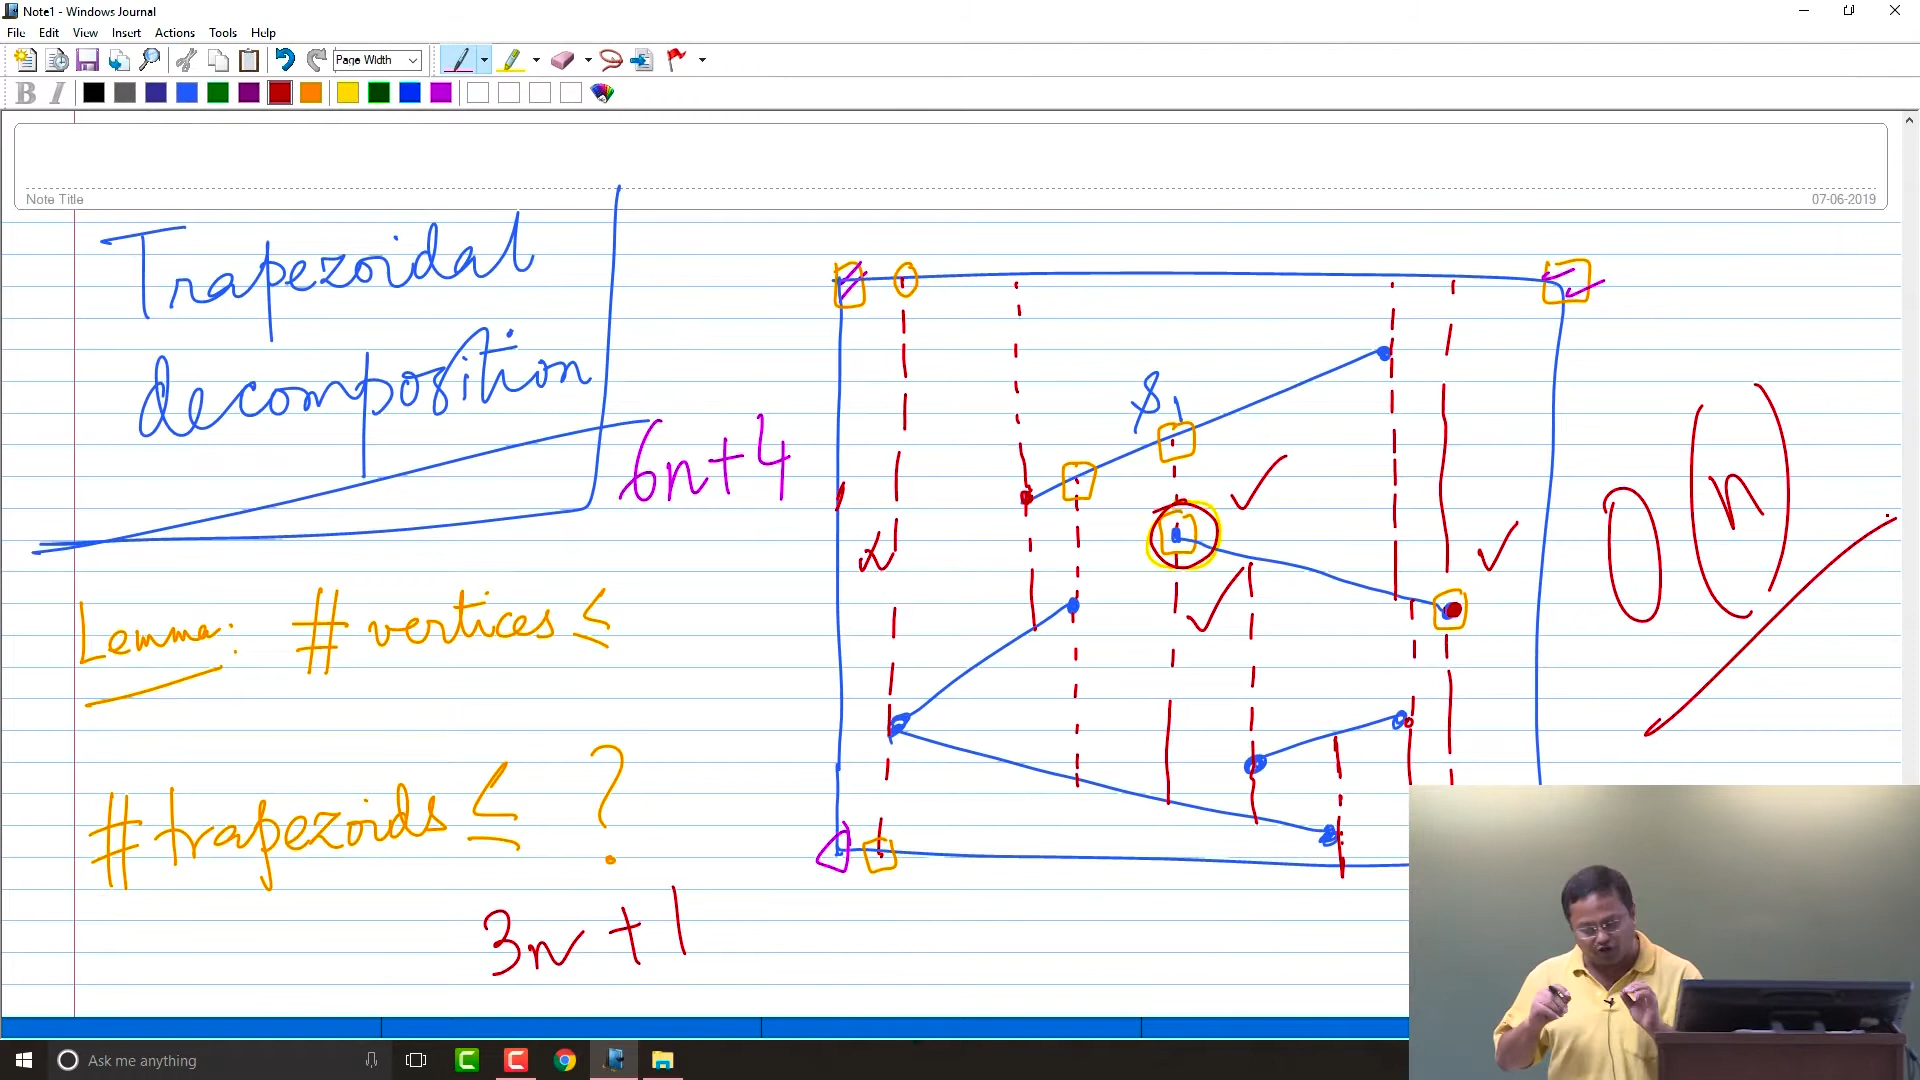 Note1 - Windows Journal
File Edit View Insert Actions Tools Help
Page Width
B I
Note Title
07-06-2019
Trapezoidal
decomposition
6n+4
Lemma: # vertices ≤
# trapezoids ≤ ?
3n + 1
s1
O(n)
Ask me anything